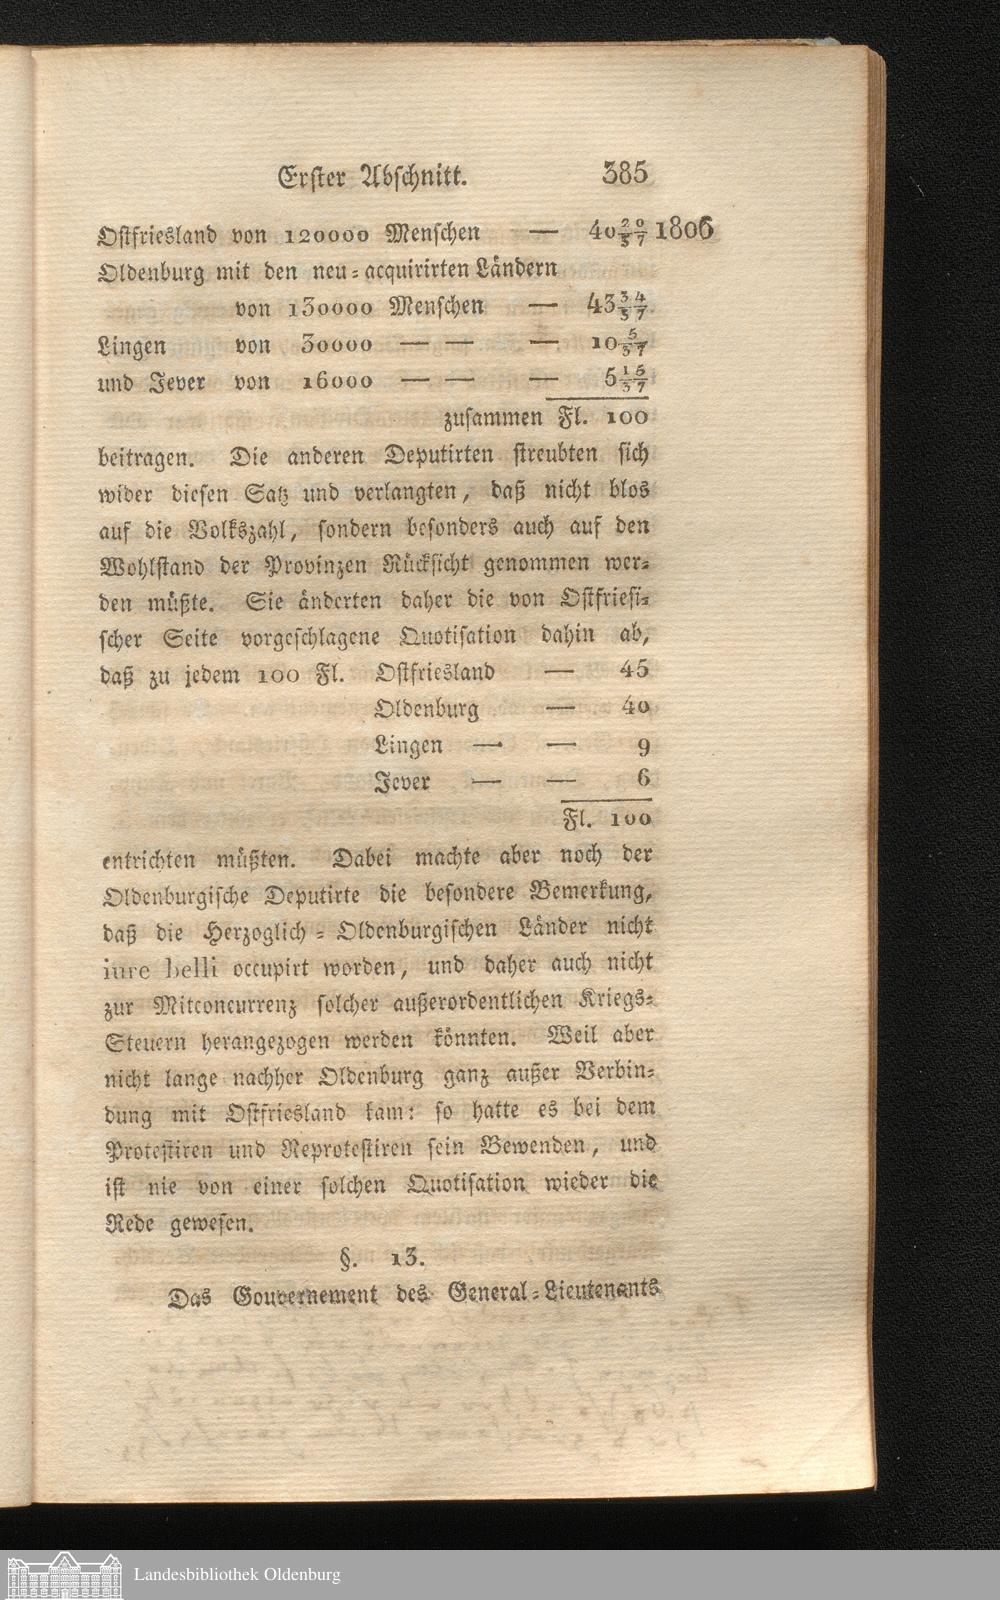 Erster Abschnitt. 385
Ostfriesland von 120000 Menschen — 40 20/37 1806
Oldenburg mit den neu-acquirirten Ländern
von 130000 Menschen — 43 34/37
Lingen von 30000 — — — 10 5/37
und Jever von 16000 — — — 5 15/37
zusammen Fl. 100
beitragen. Die anderen Deputirten streubten sich
wider diesen Satz und verlangten, daß nicht blos
auf die Volkszahl, sondern besonders auch auf den
Wohlstand der Provinzen Rücksicht genommen wer-
den müßte. Sie änderten daher die von Ostfriesi-
scher Seite vorgeschlagene Quotisation dahin ab,
daß zu jedem 100 Fl. Ostfriesland — 45
Oldenburg — 40
Lingen — — 9
Jever — — 6
Fl. 100
entrichten müßten. Dabei machte aber noch der
Oldenburgische Deputirte die besondere Bemerkung,
daß die Herzoglich-Oldenburgischen Länder nicht
iure belli occupirt worden, und daher auch nicht
zur Mitconcurrenz solcher außerordentlichen Kriegs-
Steuern herangezogen werden könnten. Weil aber
nicht lange nachher Oldenburg ganz außer Verbin-
dung mit Ostfriesland kam: so hatte es bei dem
Protestiren und Reprotestiren sein Bewenden, und
ist nie von einer solchen Quotisation wieder die
Rede gewesen.
§. 13.
Das Gouvernement des General-Lieutenants
Landesbibliothek Oldenburg